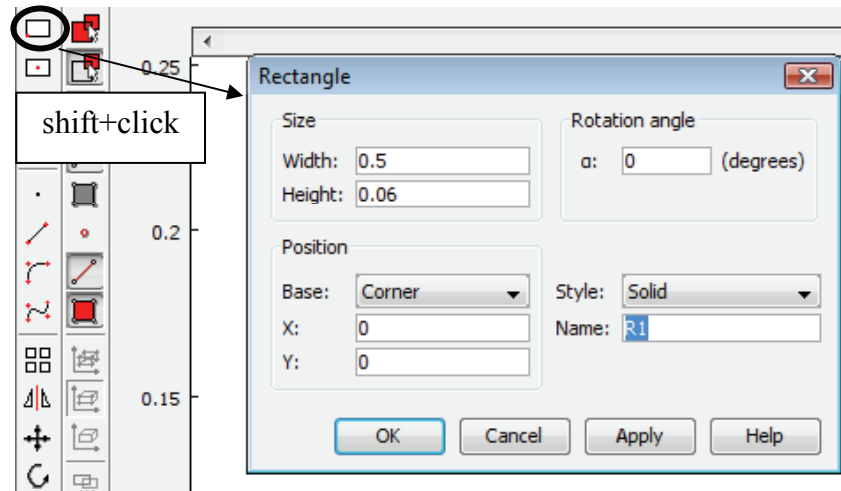 0.25
shift+click
0.2
0.15
Rectangle
Size
Width: 0.5
Height: 0.06
Rotation angle
α: 0 (degrees)
Position
Base: Corner
X: 0
Y: 0
Style: Solid
Name: R1
OK Cancel Apply Help